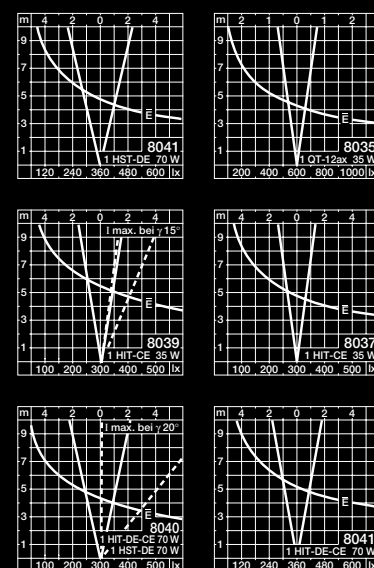 m 4 2 0 2 4
9
7
5
3
1
E
8041
1 HST-DE 70 W
120 240 360 480 600 lx
m 2 1 0 1 2
9
7
5
3
1
E
8035
1 QT-12ax 35 W
200 400 600 800 1000 lx
m 4 2 0 2 4
I max. bei γ 15°
9
7
5
3
1
E
8039
1 HIT-CE 35 W
100 200 300 400 500 lx
m 4 2 0 2 4
9
7
5
3
1
E
8037
1 HIT-CE 35 W
100 200 300 400 500 lx
m 4 2 0 2 4
I max. bei γ 20°
9
7
5
3
1
E
8040
1 HIT-DE-CE 70 W
1 HST-DE 70 W
100 200 300 400 500 lx
m 4 2 0 2 4
9
7
5
3
1
E
8041
1 HIT-DE-CE 70 W
120 240 360 480 600 lx